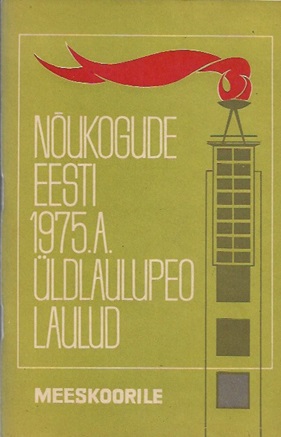 NÕUKOGUDE
EESTI
1975.A.
ÜLDLAULUPEO
LAULUD
MEESKOORILE